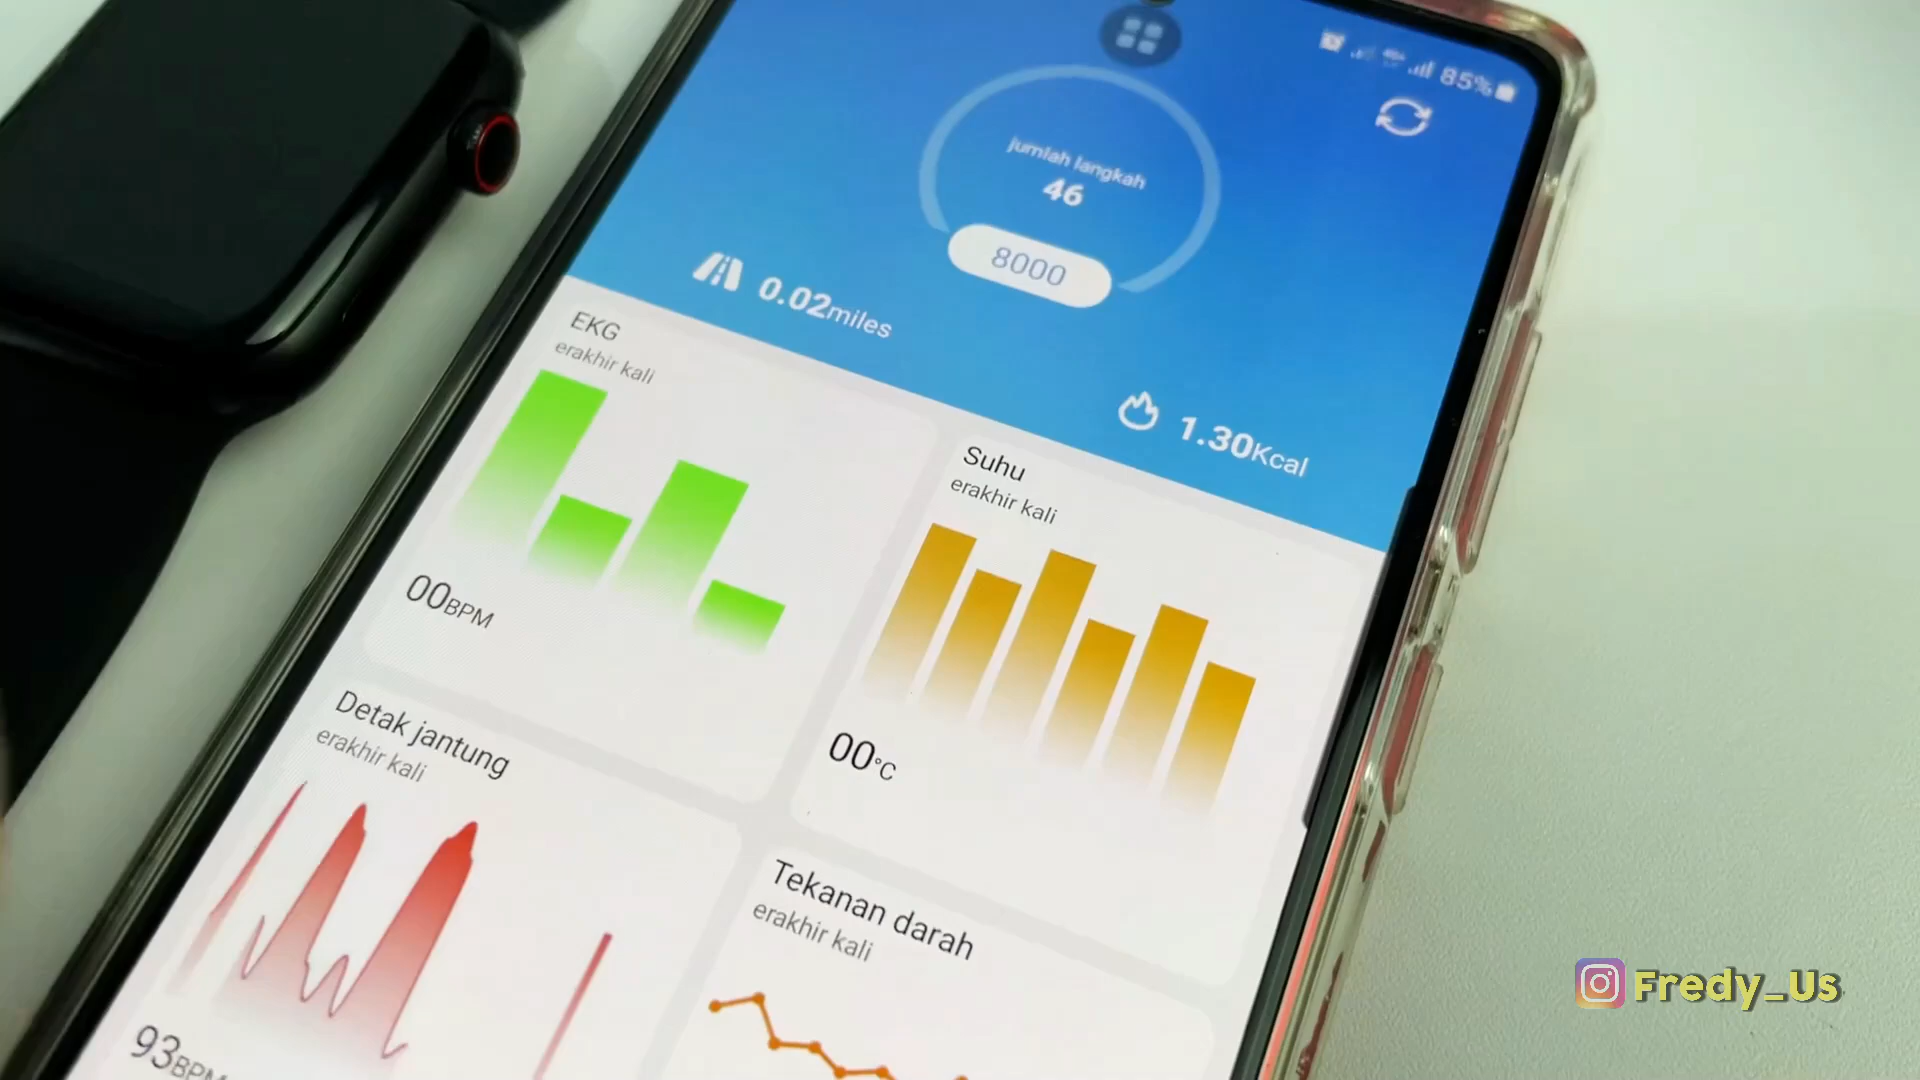 85%
jumlah langkah
46
8000
0.02miles
1.30Kcal
EKG
erakhir kali
00BPM
Suhu
erakhir kali
00°C
Detak jantung
erakhir kali
93BPM
Tekanan darah
erakhir kali
Fredy_Us